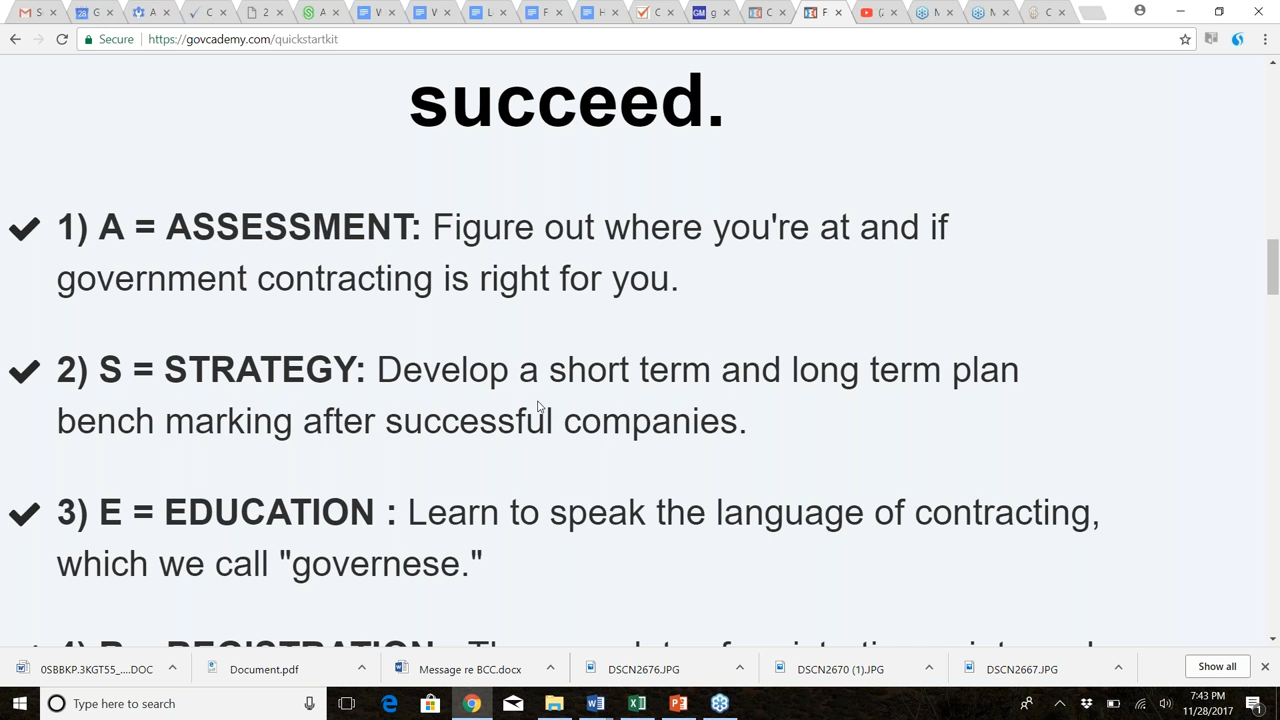 S
G
A
C
2
A
V
V
L
F
H
C
g
C
F
(
M
M
C
Secure https://govcademy.com/quickstartkit
succeed.
1) A = ASSESSMENT: Figure out where you're at and if
government contracting is right for you.
2) S = STRATEGY: Develop a short term and long term plan
bench marking after successful companies.
3) E = EDUCATION : Learn to speak the language of contracting,
which we call "governese."
0SBBKP.3KGT55_....DOC
Document.pdf
Message re BCC.docx
DSCN2676.JPG
DSCN2670 (1).JPG
DSCN2667.JPG
Show all
Type here to search
7:43 PM
11/28/2017